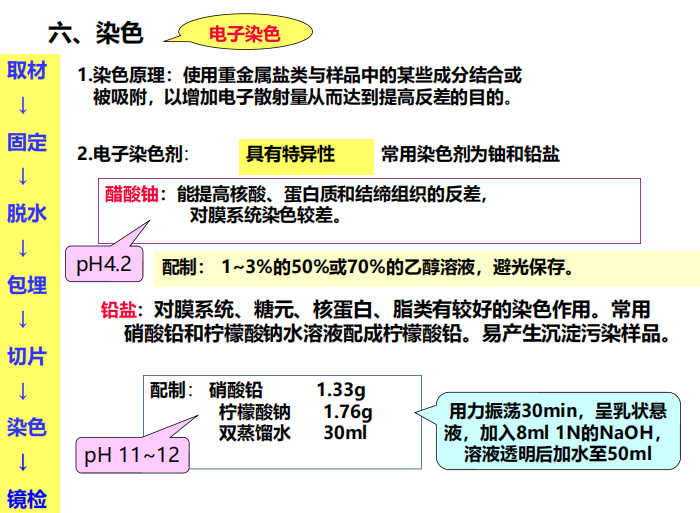 六、染色
电子染色
取材
↓
固定
↓
脱水
↓
包埋
↓
切片
↓
染色
↓
镜检
1.染色原理：使用重金属盐类与样品中的某些成分结合或
被吸附，以增加电子散射量从而达到提高反差的目的。
2.电子染色剂： 具有特异性 常用染色剂为铀和铅盐
醋酸铀：能提高核酸、蛋白质和结缔组织的反差，
对膜系统染色较差。
pH4.2
配制： 1~3%的50%或70%的乙醇溶液，避光保存。
铅盐：对膜系统、糖元、核蛋白、脂类有较好的染色作用。常用
硝酸铅和柠檬酸钠水溶液配成柠檬酸铅。易产生沉淀污染样品。
配制： 硝酸铅 1.33g
柠檬酸钠 1.76g
双蒸馏水 30ml
pH 11~12
用力振荡30min，呈乳状悬
液，加入8ml 1N的NaOH，
溶液透明后加水至50ml